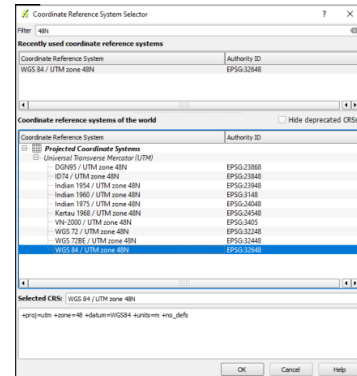 Coordinate Reference System Selector
Filter 48N
Recently used coordinate reference systems
Coordinate Reference System Authority ID
WGS 84 / UTM zone 48N EPSG:32648
Coordinate reference systems of the world Hide deprecated CRSs
Coordinate Reference System Authority ID
Projected Coordinate Systems
Universal Transverse Mercator (UTM)
DGN95 / UTM zone 48N EPSG:23868
ID74 / UTM zone 48N EPSG:23848
Indian 1954 / UTM zone 48N EPSG:23948
Indian 1960 / UTM zone 48N EPSG:3148
Indian 1975 / UTM zone 48N EPSG:24048
Kertau 1968 / UTM zone 48N EPSG:24548
VN-2000 / UTM zone 48N EPSG:3405
WGS 72 / UTM zone 48N EPSG:32248
WGS 72BE / UTM zone 48N EPSG:32448
WGS 84 / UTM zone 48N EPSG:32648
Selected CRS: WGS 84 / UTM zone 48N
+proj=utm +zone=48 +datum=WGS84 +units=m +no_defs
OK Cancel Help